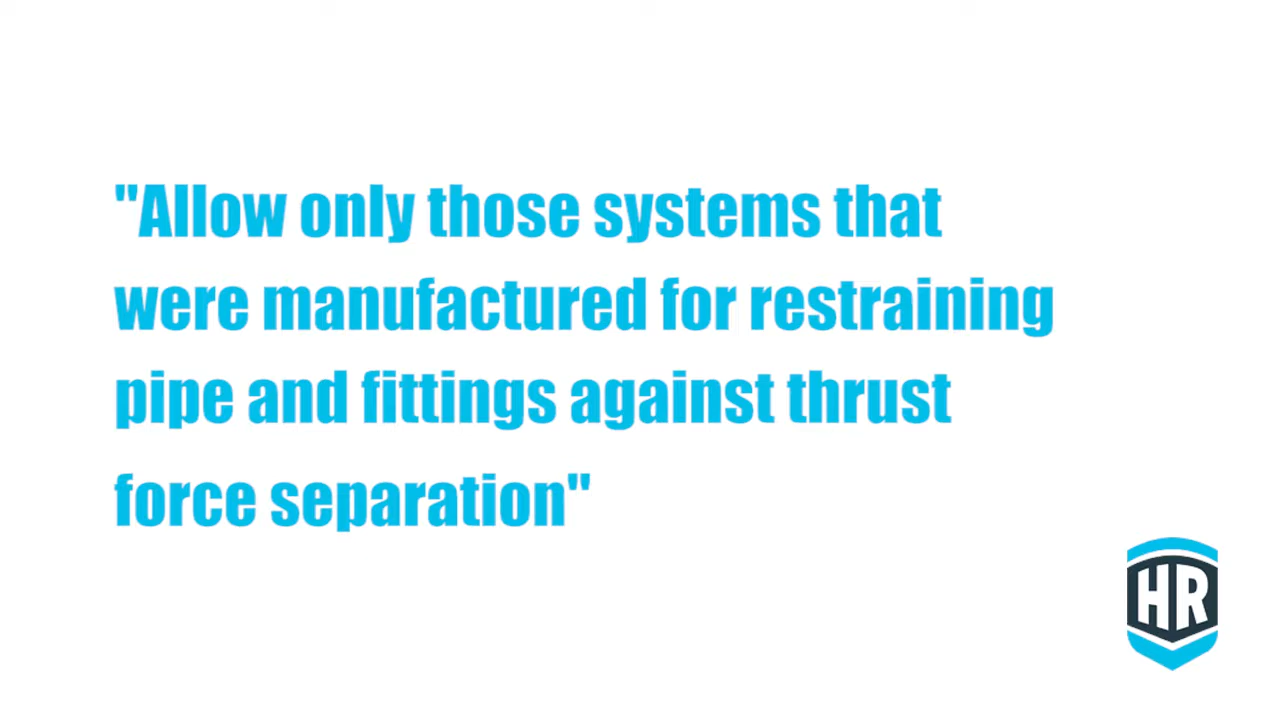 "Allow only those systems that
were manufactured for restraining
pipe and fittings against thrust
force separation"
HR